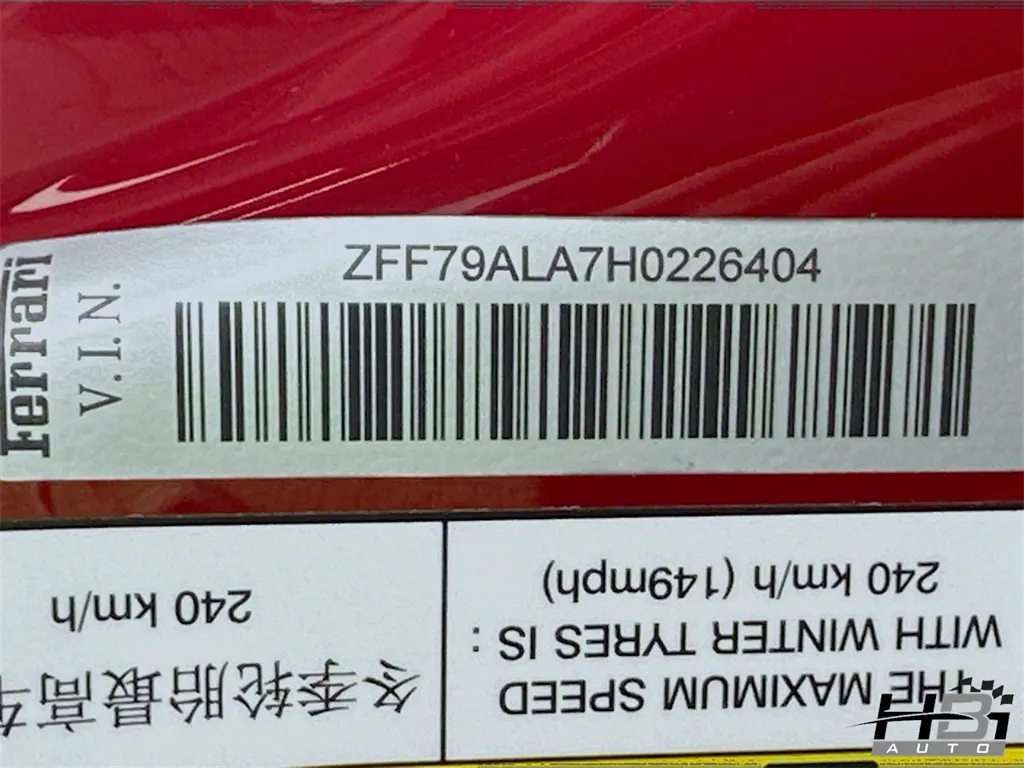 ZFF79ALA7H0226404
Ferrari
V.I.N.
THE MAXIMUM SPEED
WITH WINTER TYRES IS :
240 km/h (149mph)
冬季轮胎最高车
240 km/h
HBI
AUTO